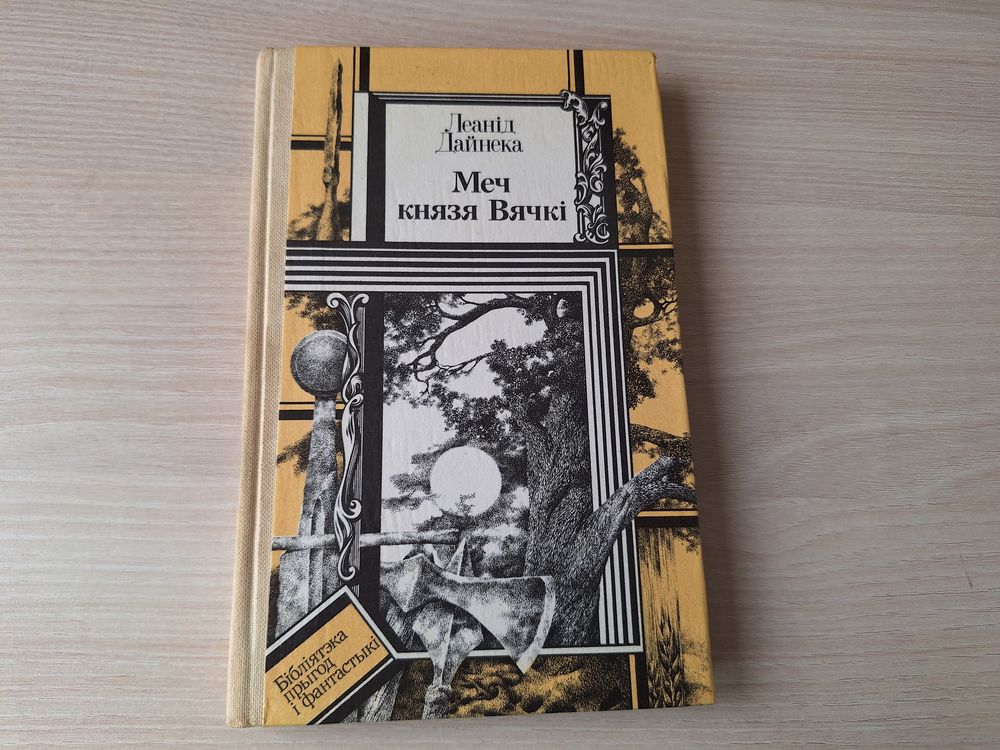 Леанід
Дайнека
Меч
князя Вячкі
Бібліятэка
прыгод
і фантастыкі